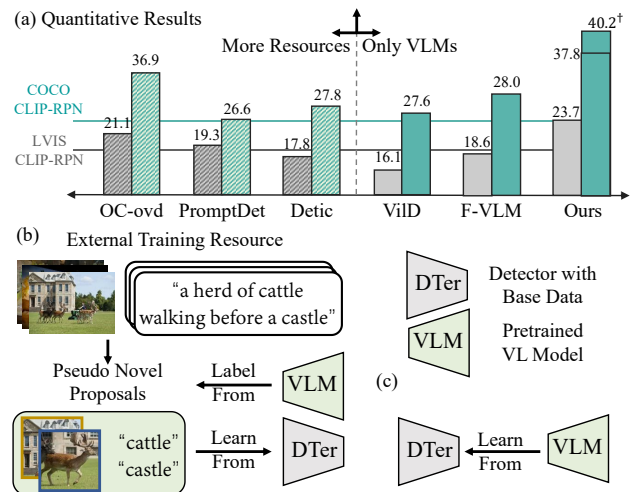 (a) Quantitative Results
More Resources
Only VLMs
COCO
CLIP-RPN
LVIS
CLIP-RPN
21.1
36.9
19.3
26.6
17.8
27.8
16.1
27.6
18.6
28.0
23.7
37.8
40.2†
OC-ovd
PromptDet
Detic
VilD
F-VLM
Ours
(b)
External Training Resource
"a herd of cattle
walking before a castle"
DTer
Detector with
Base Data
VLM
Pretrained
VL Model
Pseudo Novel
Proposals
Label
From
VLM
"cattle"
"castle"
Learn
From
DTer
(c)
DTer
Learn
From
VLM